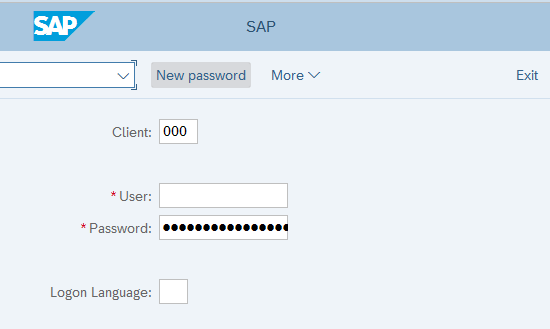 SAP
SAP
New password More Exit
Client: 000
* User:
* Password: ••••••••••••••••
Logon Language: